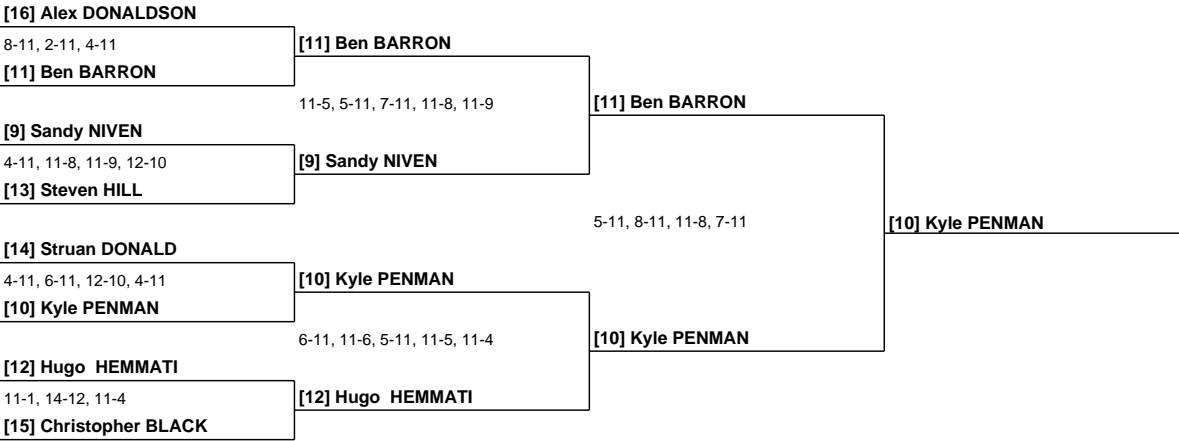 [16] Alex DONALDSON
8-11, 2-11, 4-11
[11] Ben BARRON
[11] Ben BARRON
11-5, 5-11, 7-11, 11-8, 11-9
[11] Ben BARRON
[9] Sandy NIVEN
4-11, 11-8, 11-9, 12-10
[9] Sandy NIVEN
[13] Steven HILL
5-11, 8-11, 11-8, 7-11
[10] Kyle PENMAN
[14] Struan DONALD
4-11, 6-11, 12-10, 4-11
[10] Kyle PENMAN
[10] Kyle PENMAN
6-11, 11-6, 5-11, 11-5, 11-4
[10] Kyle PENMAN
[12] Hugo  HEMMATI
11-1, 14-12, 11-4
[12] Hugo  HEMMATI
[15] Christopher BLACK